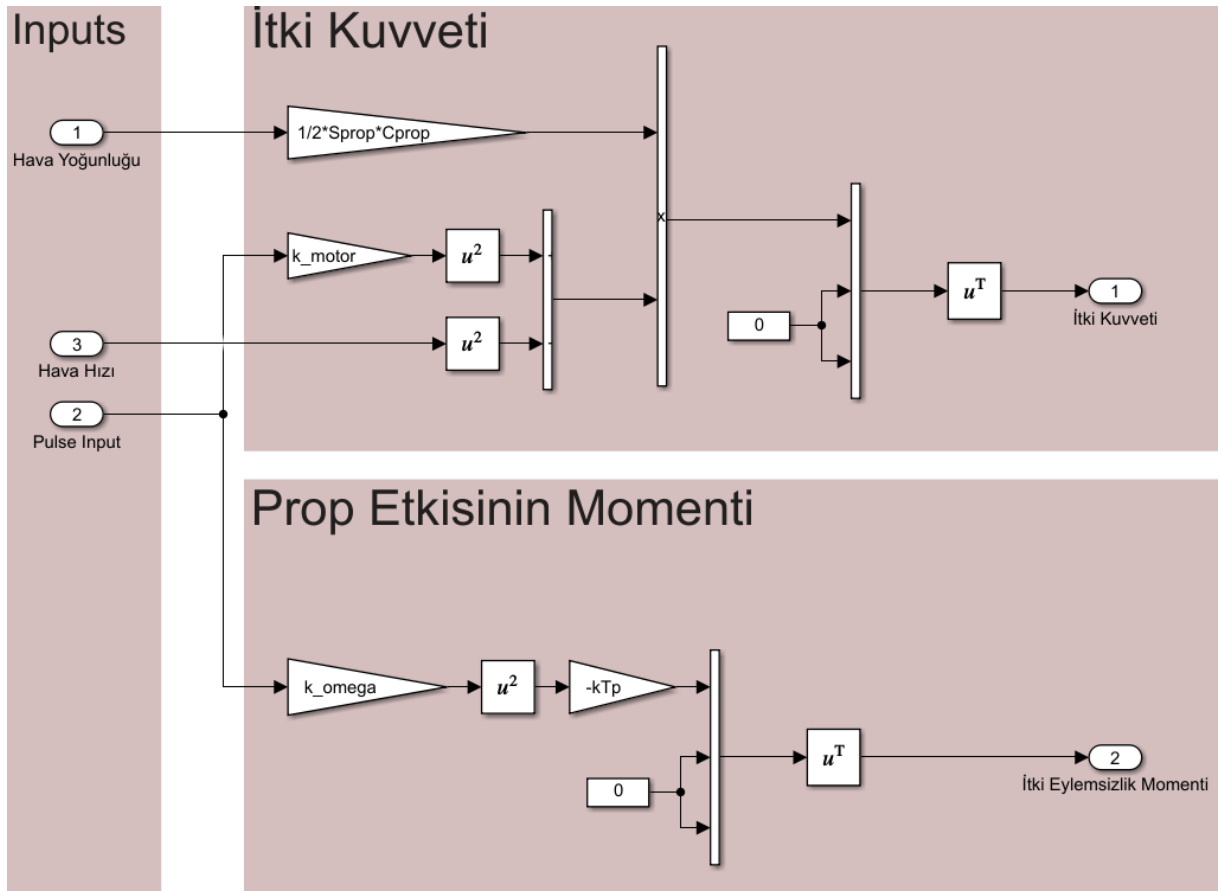 Inputs
İtki Kuvveti
1
Hava Yoğunluğu
1/2*Sprop*Cprop
x
k_motor
u²
3
Hava Hızı
u²
2
Pulse Input
0
uᵀ
1
İtki Kuvveti
Prop Etkisinin Momenti
k_omega
u²
-kTp
0
uᵀ
2
İtki Eylemsizlik Momenti